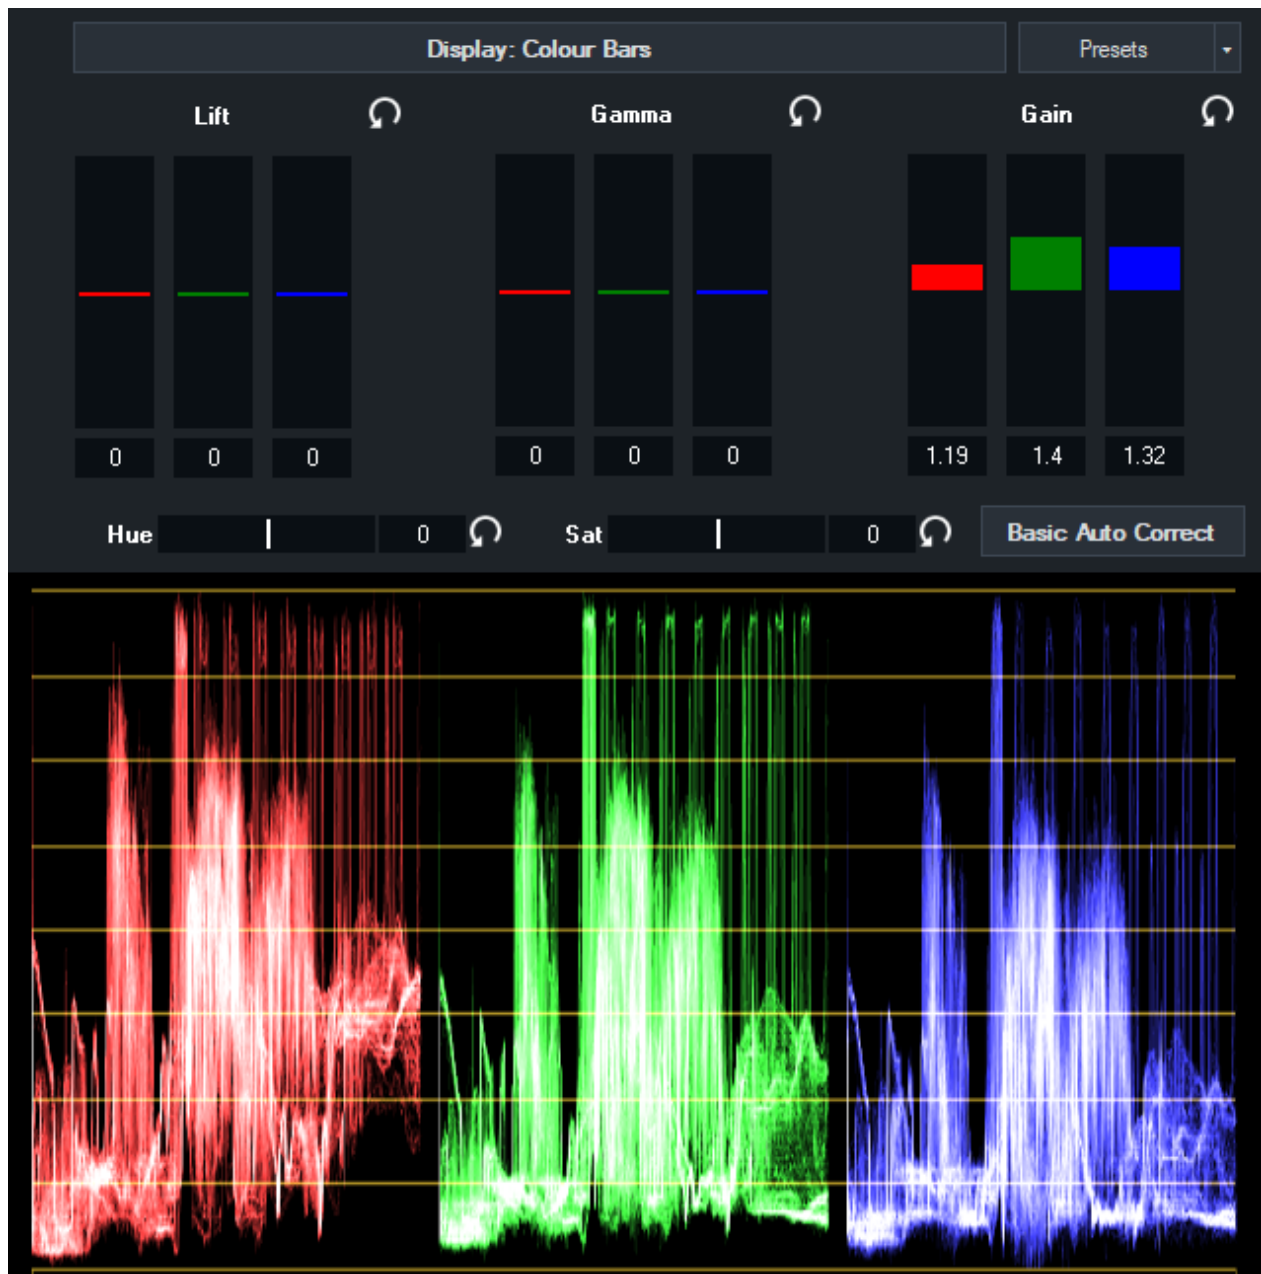 Display: Colour Bars
Presets
Lift
Gamma
Gain
0 0 0
0 0 0
1.19 1.4 1.32
Hue 0
Sat 0
Basic Auto Correct